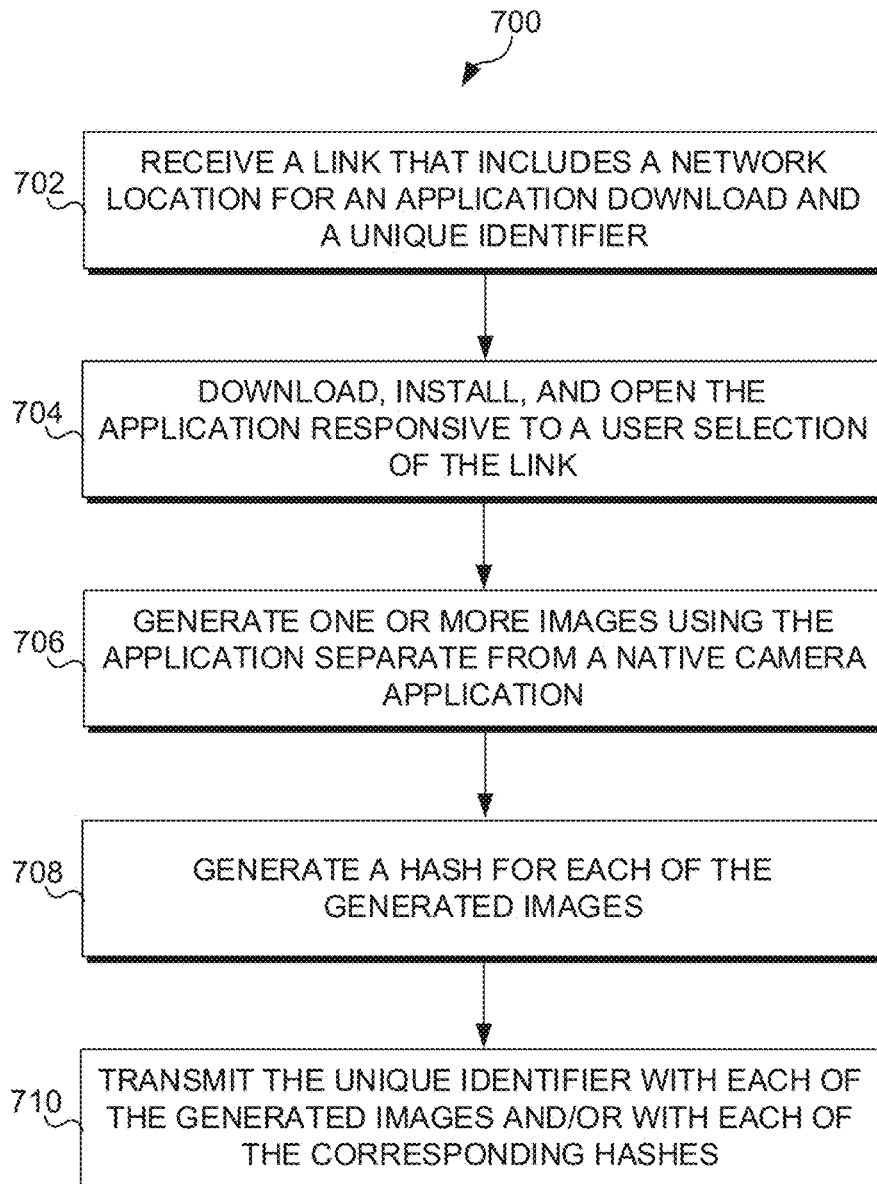 700
702
RECEIVE A LINK THAT INCLUDES A NETWORK
LOCATION FOR AN APPLICATION DOWNLOAD AND
A UNIQUE IDENTIFIER
704
DOWNLOAD, INSTALL, AND OPEN THE
APPLICATION RESPONSIVE TO A USER SELECTION
OF THE LINK
706
GENERATE ONE OR MORE IMAGES USING THE
APPLICATION SEPARATE FROM A NATIVE CAMERA
APPLICATION
708
GENERATE A HASH FOR EACH OF THE
GENERATED IMAGES
710
TRANSMIT THE UNIQUE IDENTIFIER WITH EACH OF
THE GENERATED IMAGES AND/OR WITH EACH OF
THE CORRESPONDING HASHES